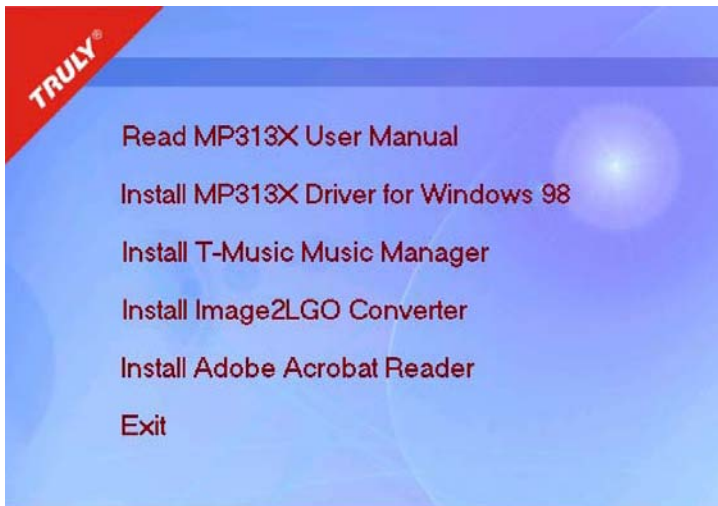 TRULY®
Read MP313X User Manual
Install MP313X Driver for Windows 98
Install T-Music Music Manager
Install Image2LGO Converter
Install Adobe Acrobat Reader
Exit